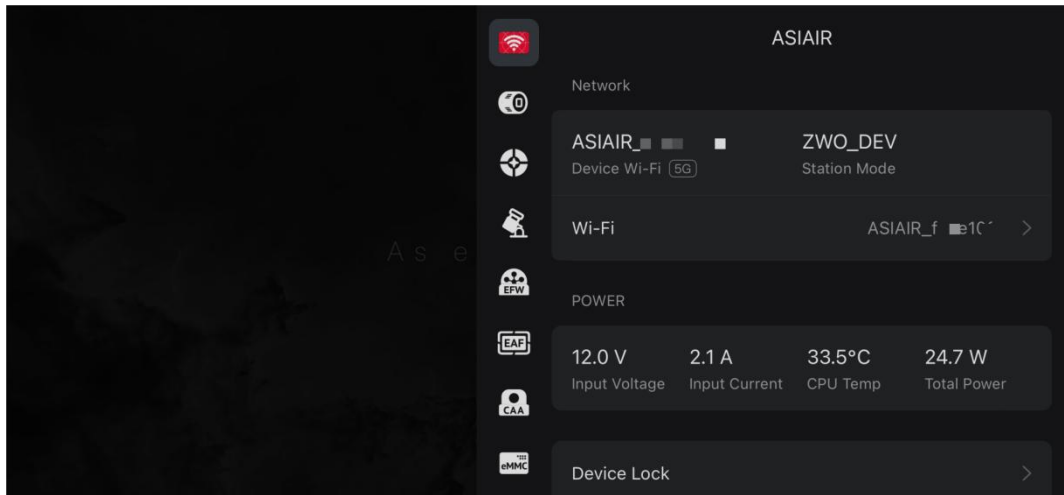 ASIAIR
Network
ASIAIR_
ZWO_DEV
Device Wi-Fi 5G
Station Mode
Wi-Fi
ASIAIR_f
As e
EFW
POWER
EAF
12.0 V
2.1 A
33.5°C
24.7 W
Input Voltage
Input Current
CPU Temp
Total Power
CAA
eMMC
Device Lock